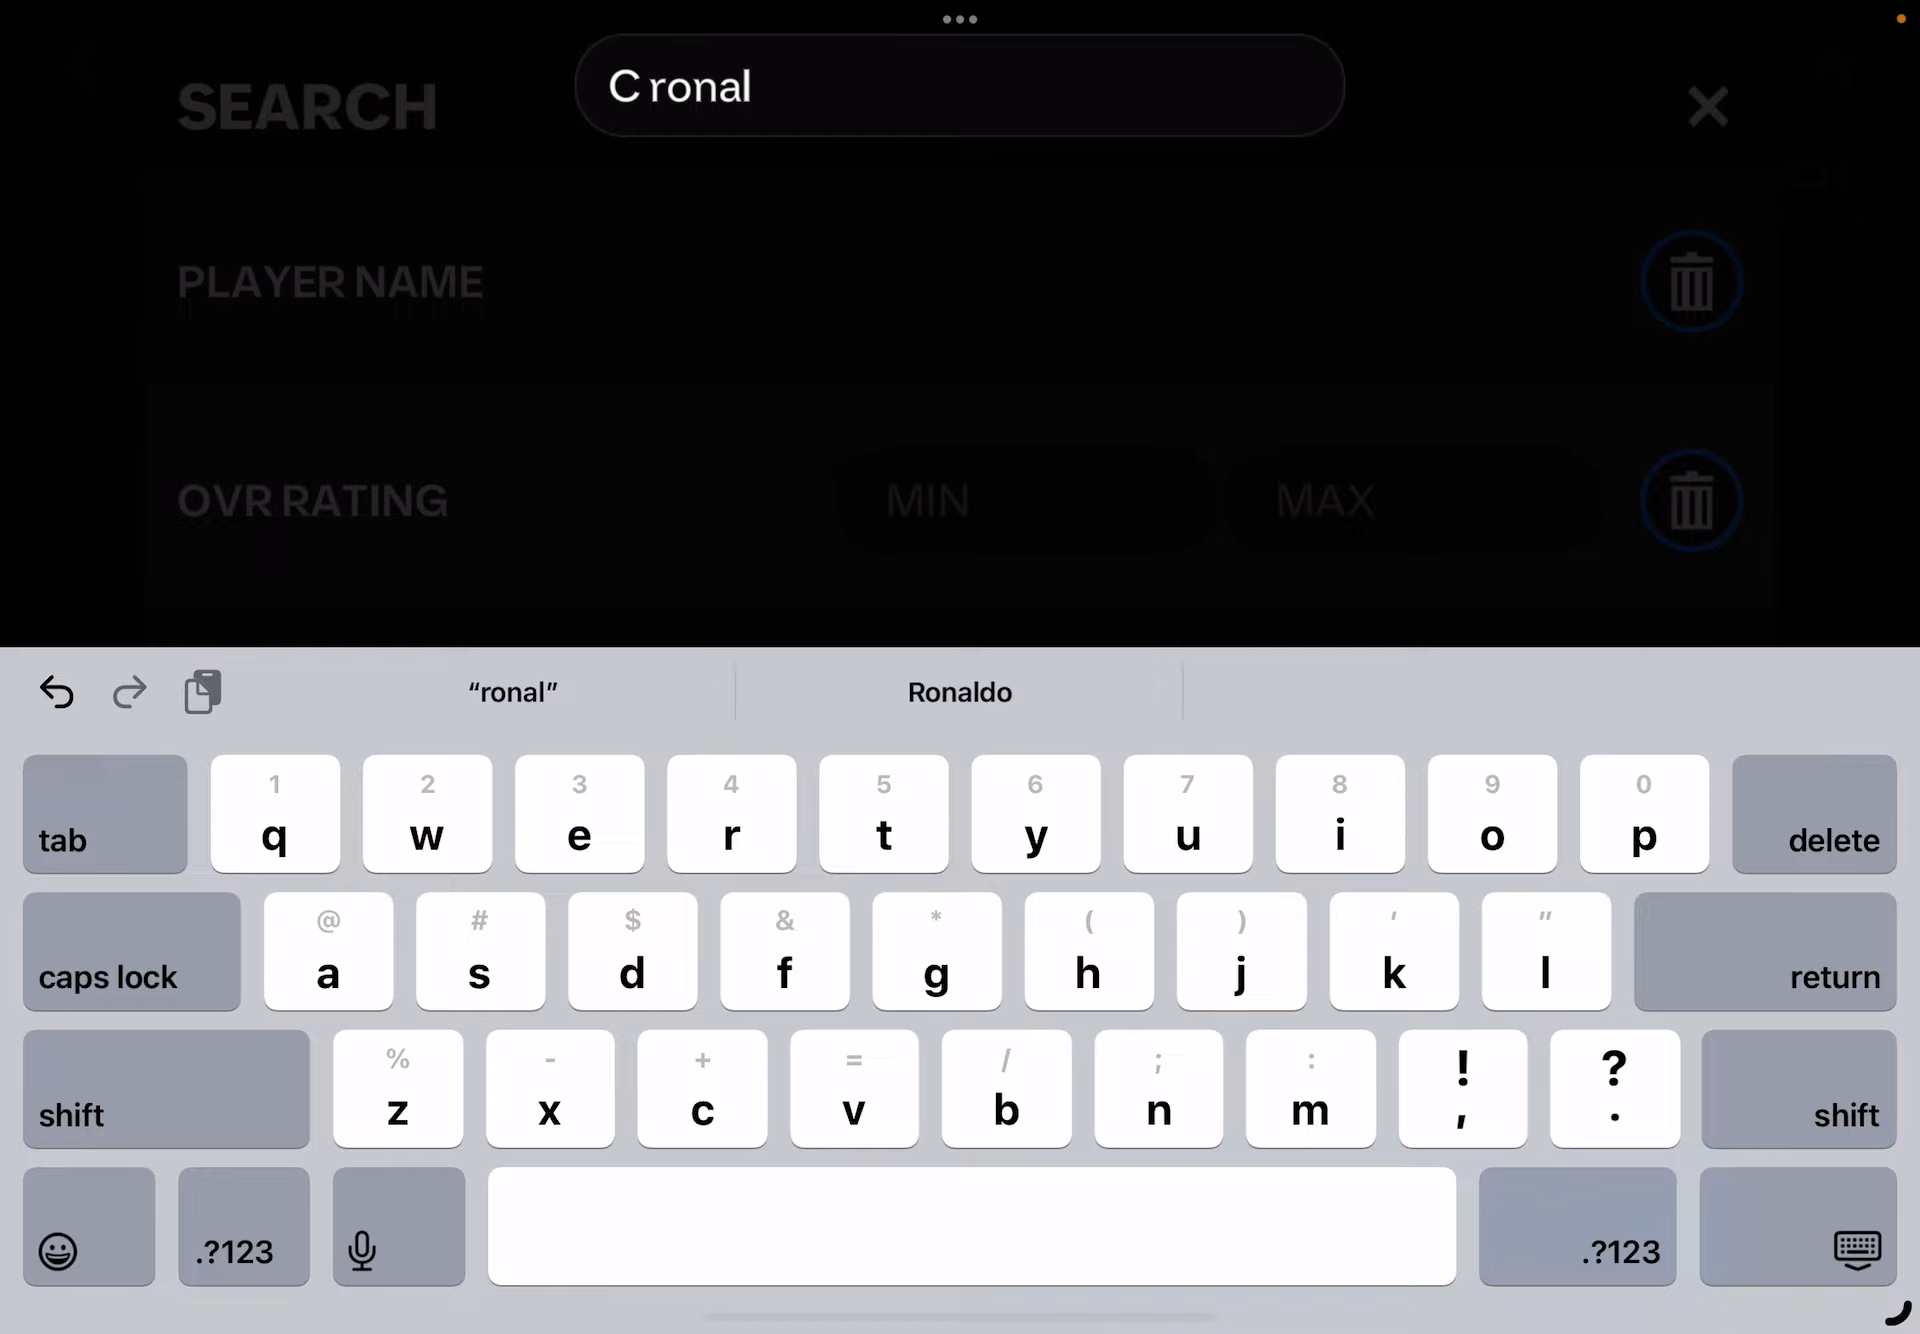 C ronal
SEARCH
PLAYER NAME
OVR RATING MIN MAX
“ronal” Ronaldo
tab 1 q 2 w 3 e 4 r 5 t 6 y 7 u 8 i 9 o 0 p delete
caps lock @ a # s $ d & f * g ( h ) j ' k " l return
shift % z - x + c = v / b ; n : m ! , ? . shift
.?123 .?123